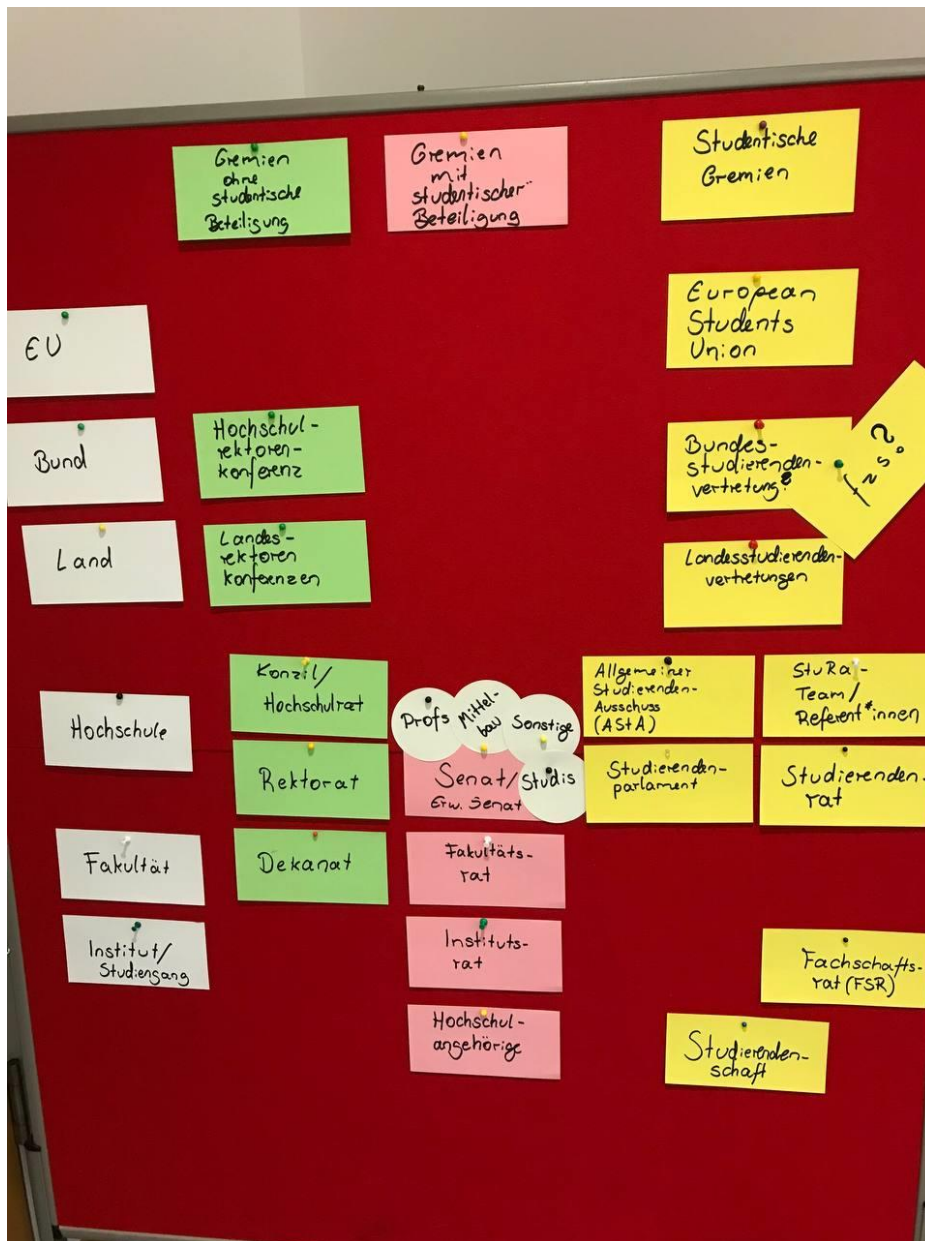 Gremien
ohne
studentische
Beteiligung
Gremien
mit
studentischer
Beteiligung
Studentische
Gremien
EU
European
Students
Union
Bund
Hochschul-
rektoren-
konferenz
Bundes-
studierenden-
vertretung?
fzs?
Land
Landes-
rektoren
konferenzen
Landesstudierenden-
vertretungen
Hochschule
Konzil/
Hochschulrat
Rektorat
Profs
Mittel-
bau
Sonstige
Studis
Senat/
Erw. Senat
Allgemeiner
Studierenden-
Ausschuss
(AStA)
StuRa-
Team/
Referent*innen
Studierenden-
parlament
Studierenden
rat
Fakultät
Dekanat
Fakultäts-
rat
Institut/
Studiengang
Instituts-
rat
Fachschafts-
rat (FSR)
Hochschul-
angehörige
Studierenden-
schaft